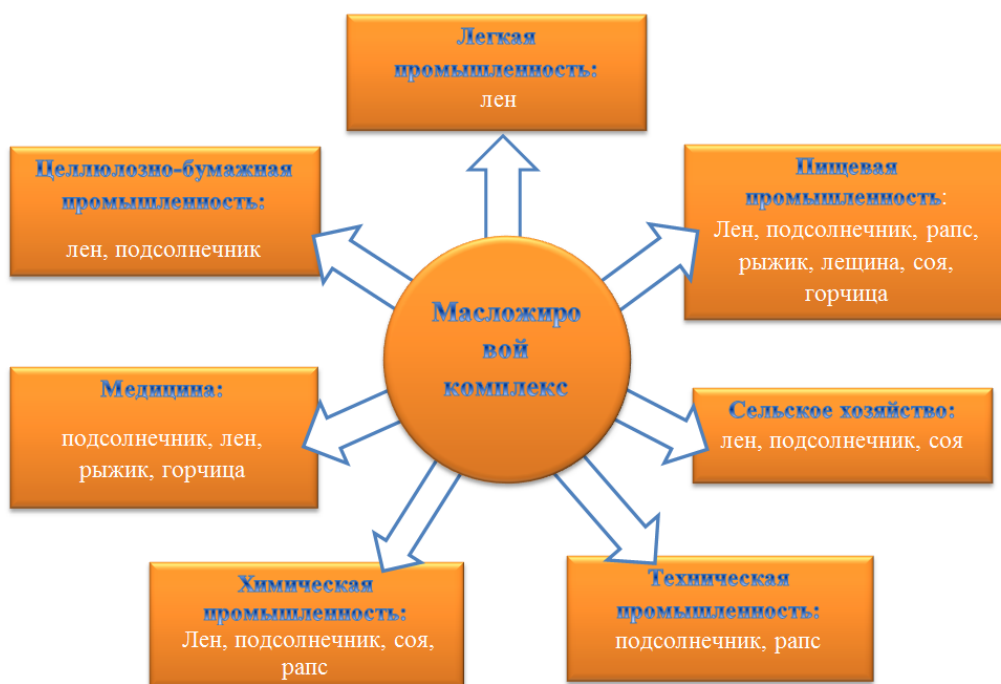 Легкая
промышленность:
лен
Целлюлозно-бумажная
промышленность:
лен, подсолнечник
Пищевая
промышленность:
Лен, подсолнечник, рапс,
рыжик, лещина, соя,
горчица
Масложиро
вой
комплекс
Медицина:
подсолнечник, лен,
рыжик, горчица
Сельское хозяйство:
лен, подсолнечник, соя
Химическая
промышленность:
Лен, подсолнечник, соя,
рапс
Техническая
промышленность:
подсолнечник, рапс